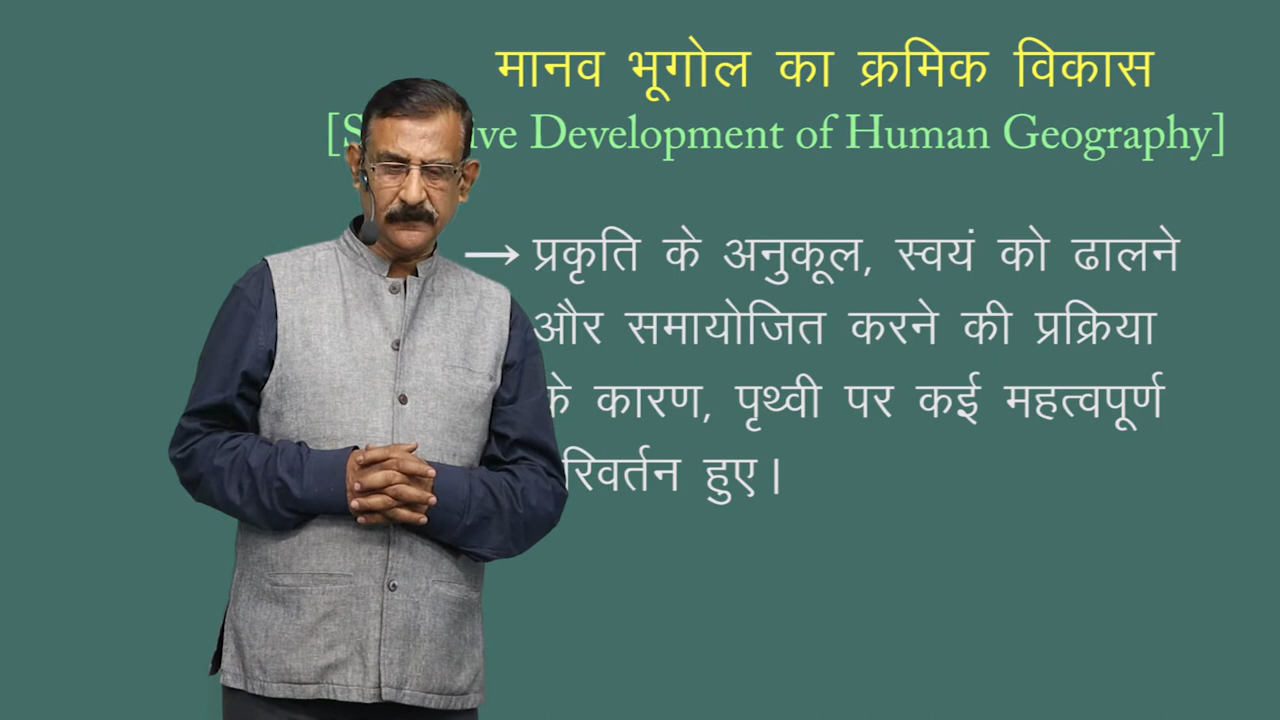 मानव भूगोल का क्रमिक विकास
Development of Human Geography]
→ प्रकृति के अनुकूल, स्वयं को ढालने
और समायोजित करने की प्रक्रिया
के कारण, पृथ्वी पर कई महत्वपूर्ण
हुए।